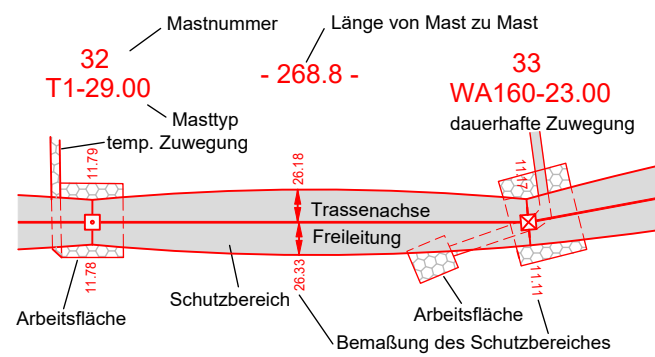 Mastnummer
Länge von Mast zu Mast
32
T1-29.00
- 268.8 -
33
WA160-23.00
Masttyp
temp. Zuwegung
dauerhafte Zuwegung
11.79
26.18
11.17
Trassenachse
Freileitung
11.78
26.33
11.11
Schutzbereich
Arbeitsfläche
Arbeitsfläche
Bemaßung des Schutzbereiches